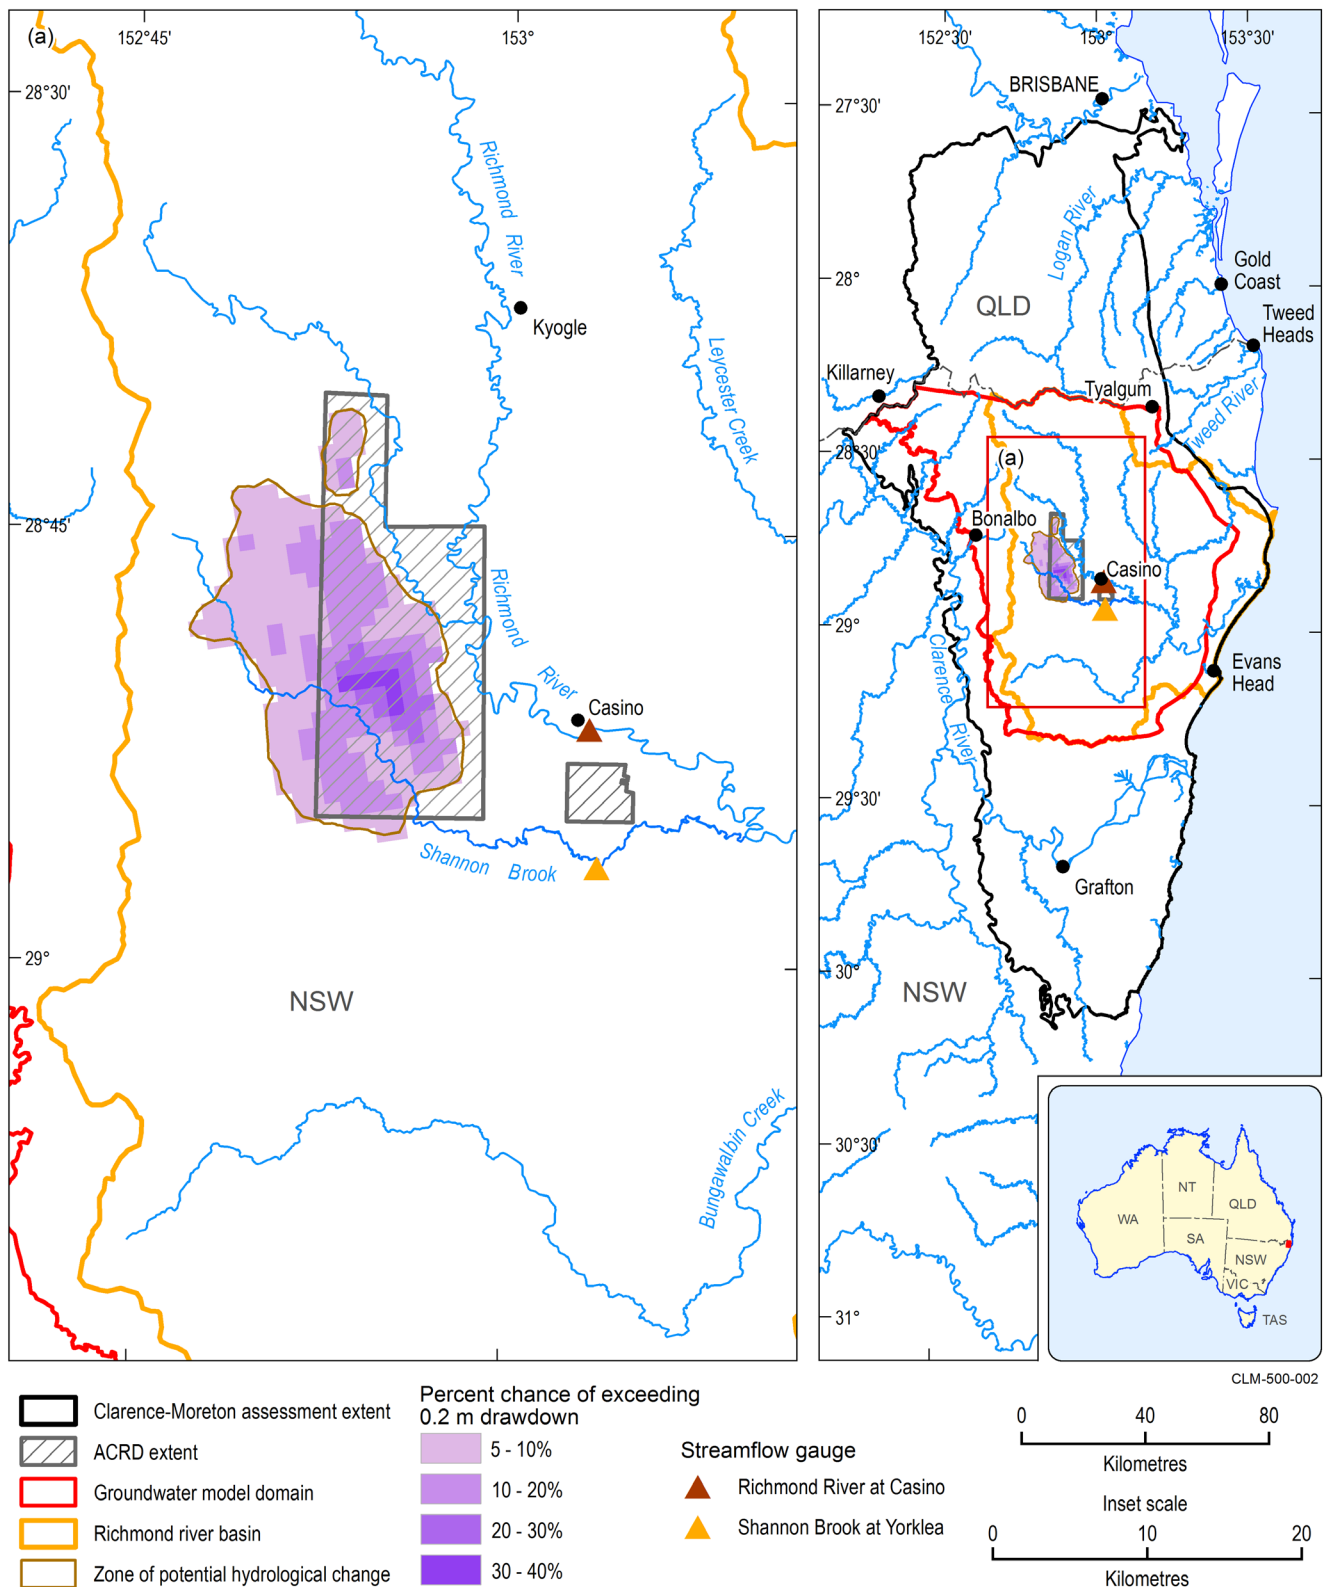 (a)
152°45'
153°
28°30'
Richmond River
Kyogle
Leycester Creek
28°45'
Richmond River
Casino
Shannon Brook
29°
NSW
Bungawalbin Creek
152°30'
153°
153°30'
BRISBANE
27°30'
Logan River
28°
Gold
Coast
QLD
Tweed
Heads
Killarney
Tyalgum
Tweed River
28°30'
(a)
Bonalbo
Casino
29°
Clarence River
Evans
Head
29°30'
Grafton
30°
NSW
30°30'
31°
NT
QLD
WA
SA
NSW
VIC
TAS
CLM-500-002
Clarence-Moreton assessment extent
ACRD extent
Groundwater model domain
Richmond river basin
Zone of potential hydrological change
Percent chance of exceeding
0.2 m drawdown
5 - 10%
10 - 20%
20 - 30%
30 - 40%
Streamflow gauge
Richmond River at Casino
Shannon Brook at Yorklea
0 40 80
Kilometres
Inset scale
0 10 20
Kilometres